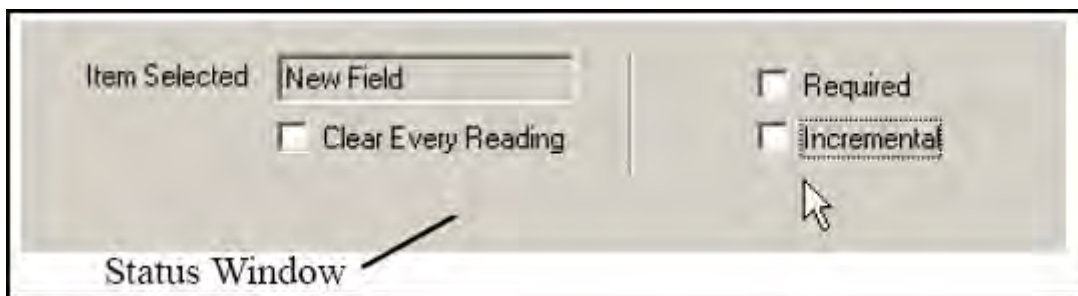 Item Selected New Field Required
Clear Every Reading Incremental
Status Window